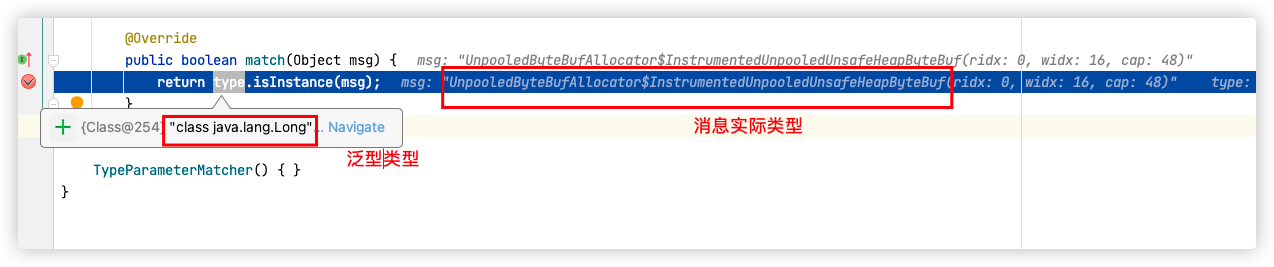 @Override
public boolean match(Object msg) { msg: "UnpooledByteBufAllocator$InstrumentedUnpooledUnsafeHeapByteBuf(ridx: 0, widx: 16, cap: 48)"
return type.isInstance(msg); msg: "UnpooledByteBufAllocator$InstrumentedUnpooledUnsafeHeapByteBuf(ridx: 0, widx: 16, cap: 48)" type:
}
{Class@254} "class java.lang.Long"... Navigate
消息实际类型
泛型类型
TypeParameterMatcher() { }
}